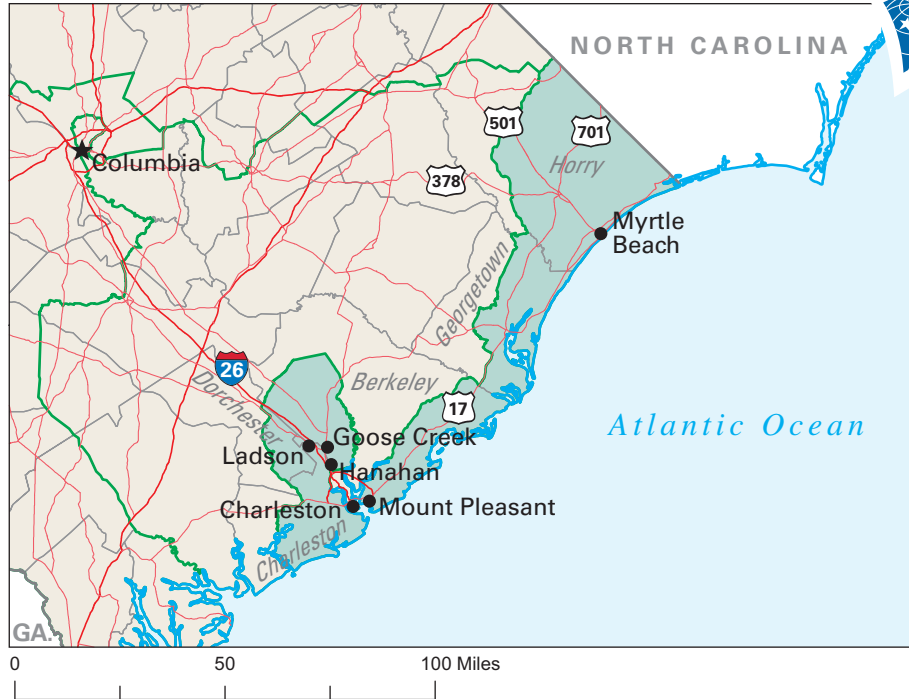 NORTH CAROLINA
501
701
Columbia
Horry
378
Myrtle
Beach
Georgetown
26
Dorchester
Berkeley
17
Atlantic Ocean
Goose Creek
Ladson
Hanahan
Charleston
Mount Pleasant
Charleston
GA.
0 50 100 Miles